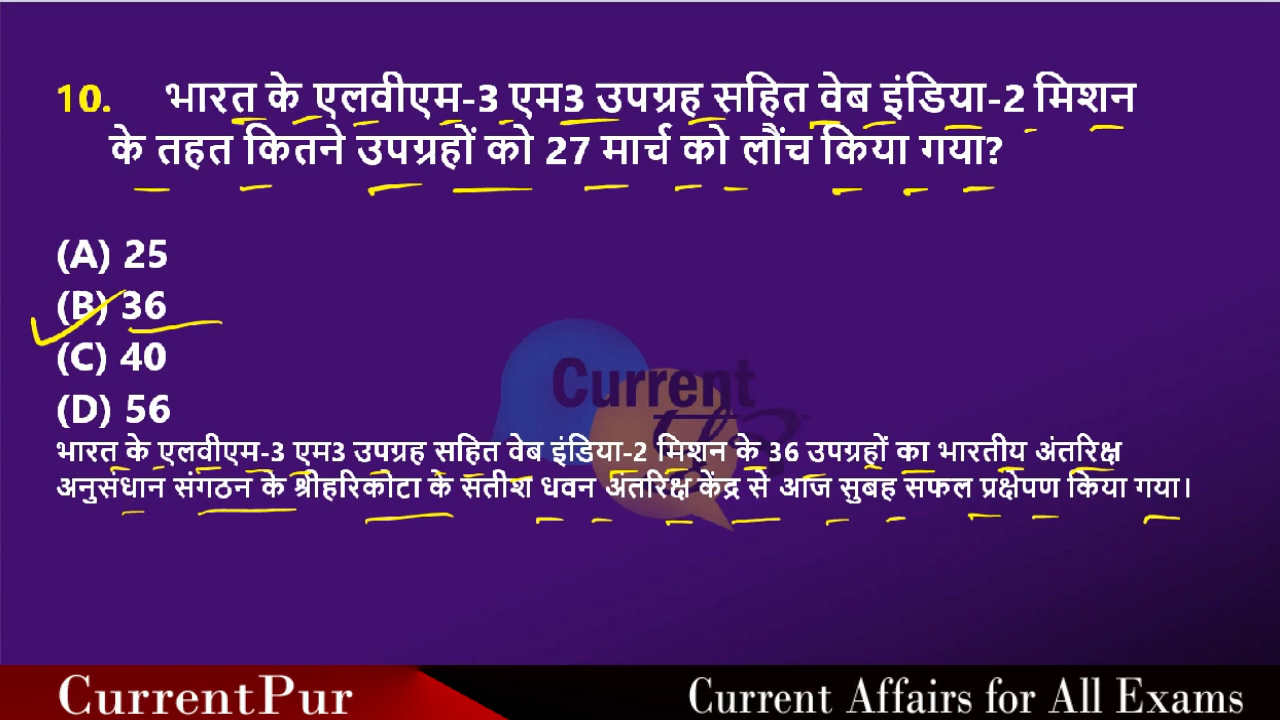 10. भारत के एलवीएम-3 एम3 उपग्रह सहित वेब इंडिया-2 मिशन
के तहत कितने उपग्रहों को 27 मार्च को लौंच किया गया?
(A) 25
(B) 36
(C) 40
(D) 56
Current
भारत के एलवीएम-3 एम3 उपग्रह सहित वेब इंडिया-2 मिशन के 36 उपग्रहों का भारतीय अंतरिक्ष
अनुसंधान संगठन के श्रीहरिकोटा के सतीश धवन अंतरिक्ष केंद्र से आज सुबह सफल प्रक्षेपण किया गया।
CurrentPur
Current Affairs for All Exams